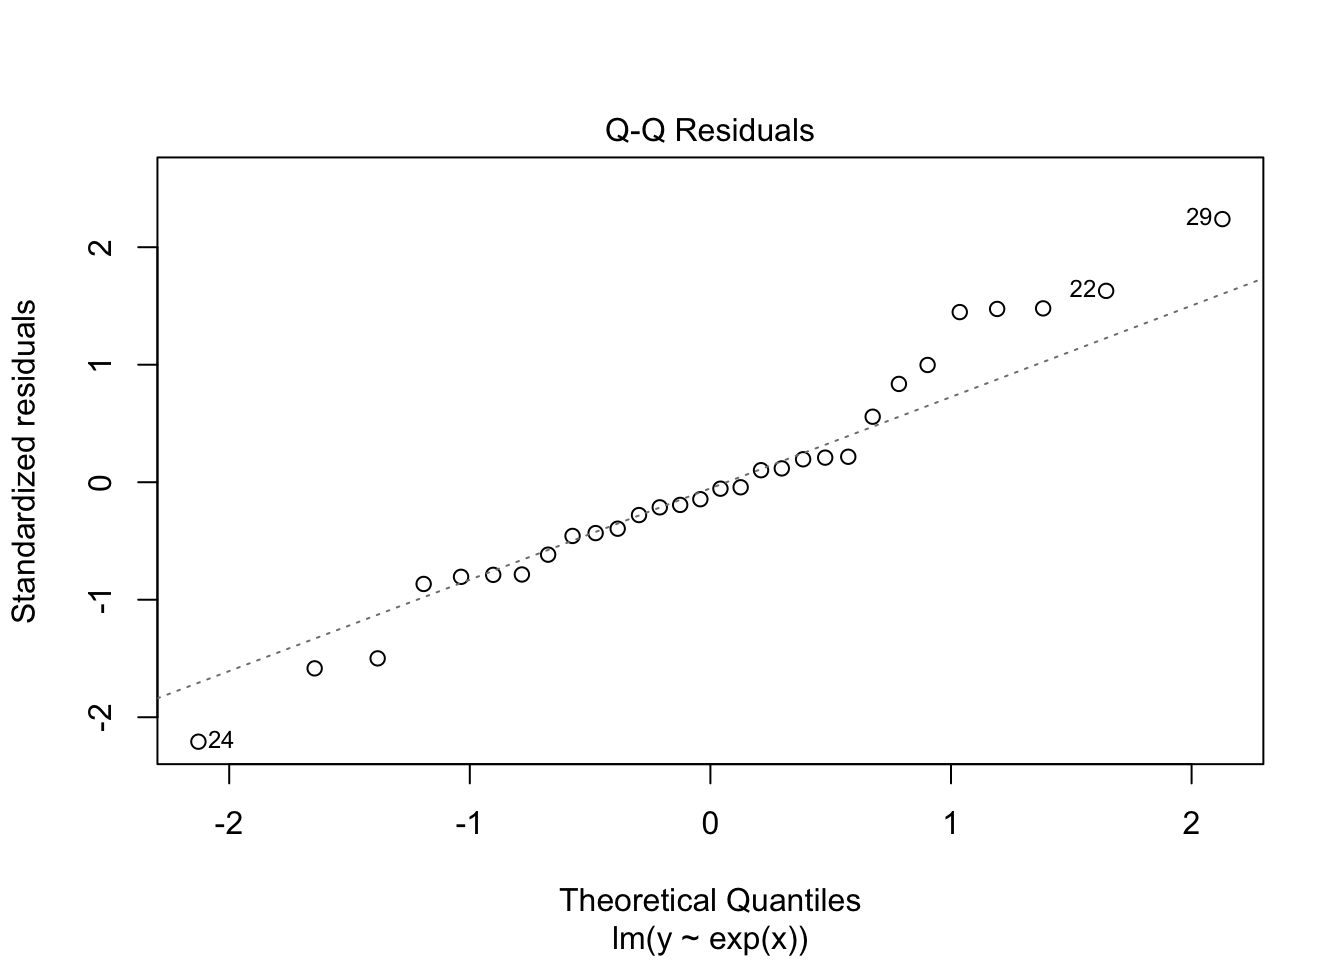 Q-Q Residuals
Standardized residuals
2
1
0
-1
-2
29
22
24
-2 -1 0 1 2
Theoretical Quantiles
lm(y ~ exp(x))